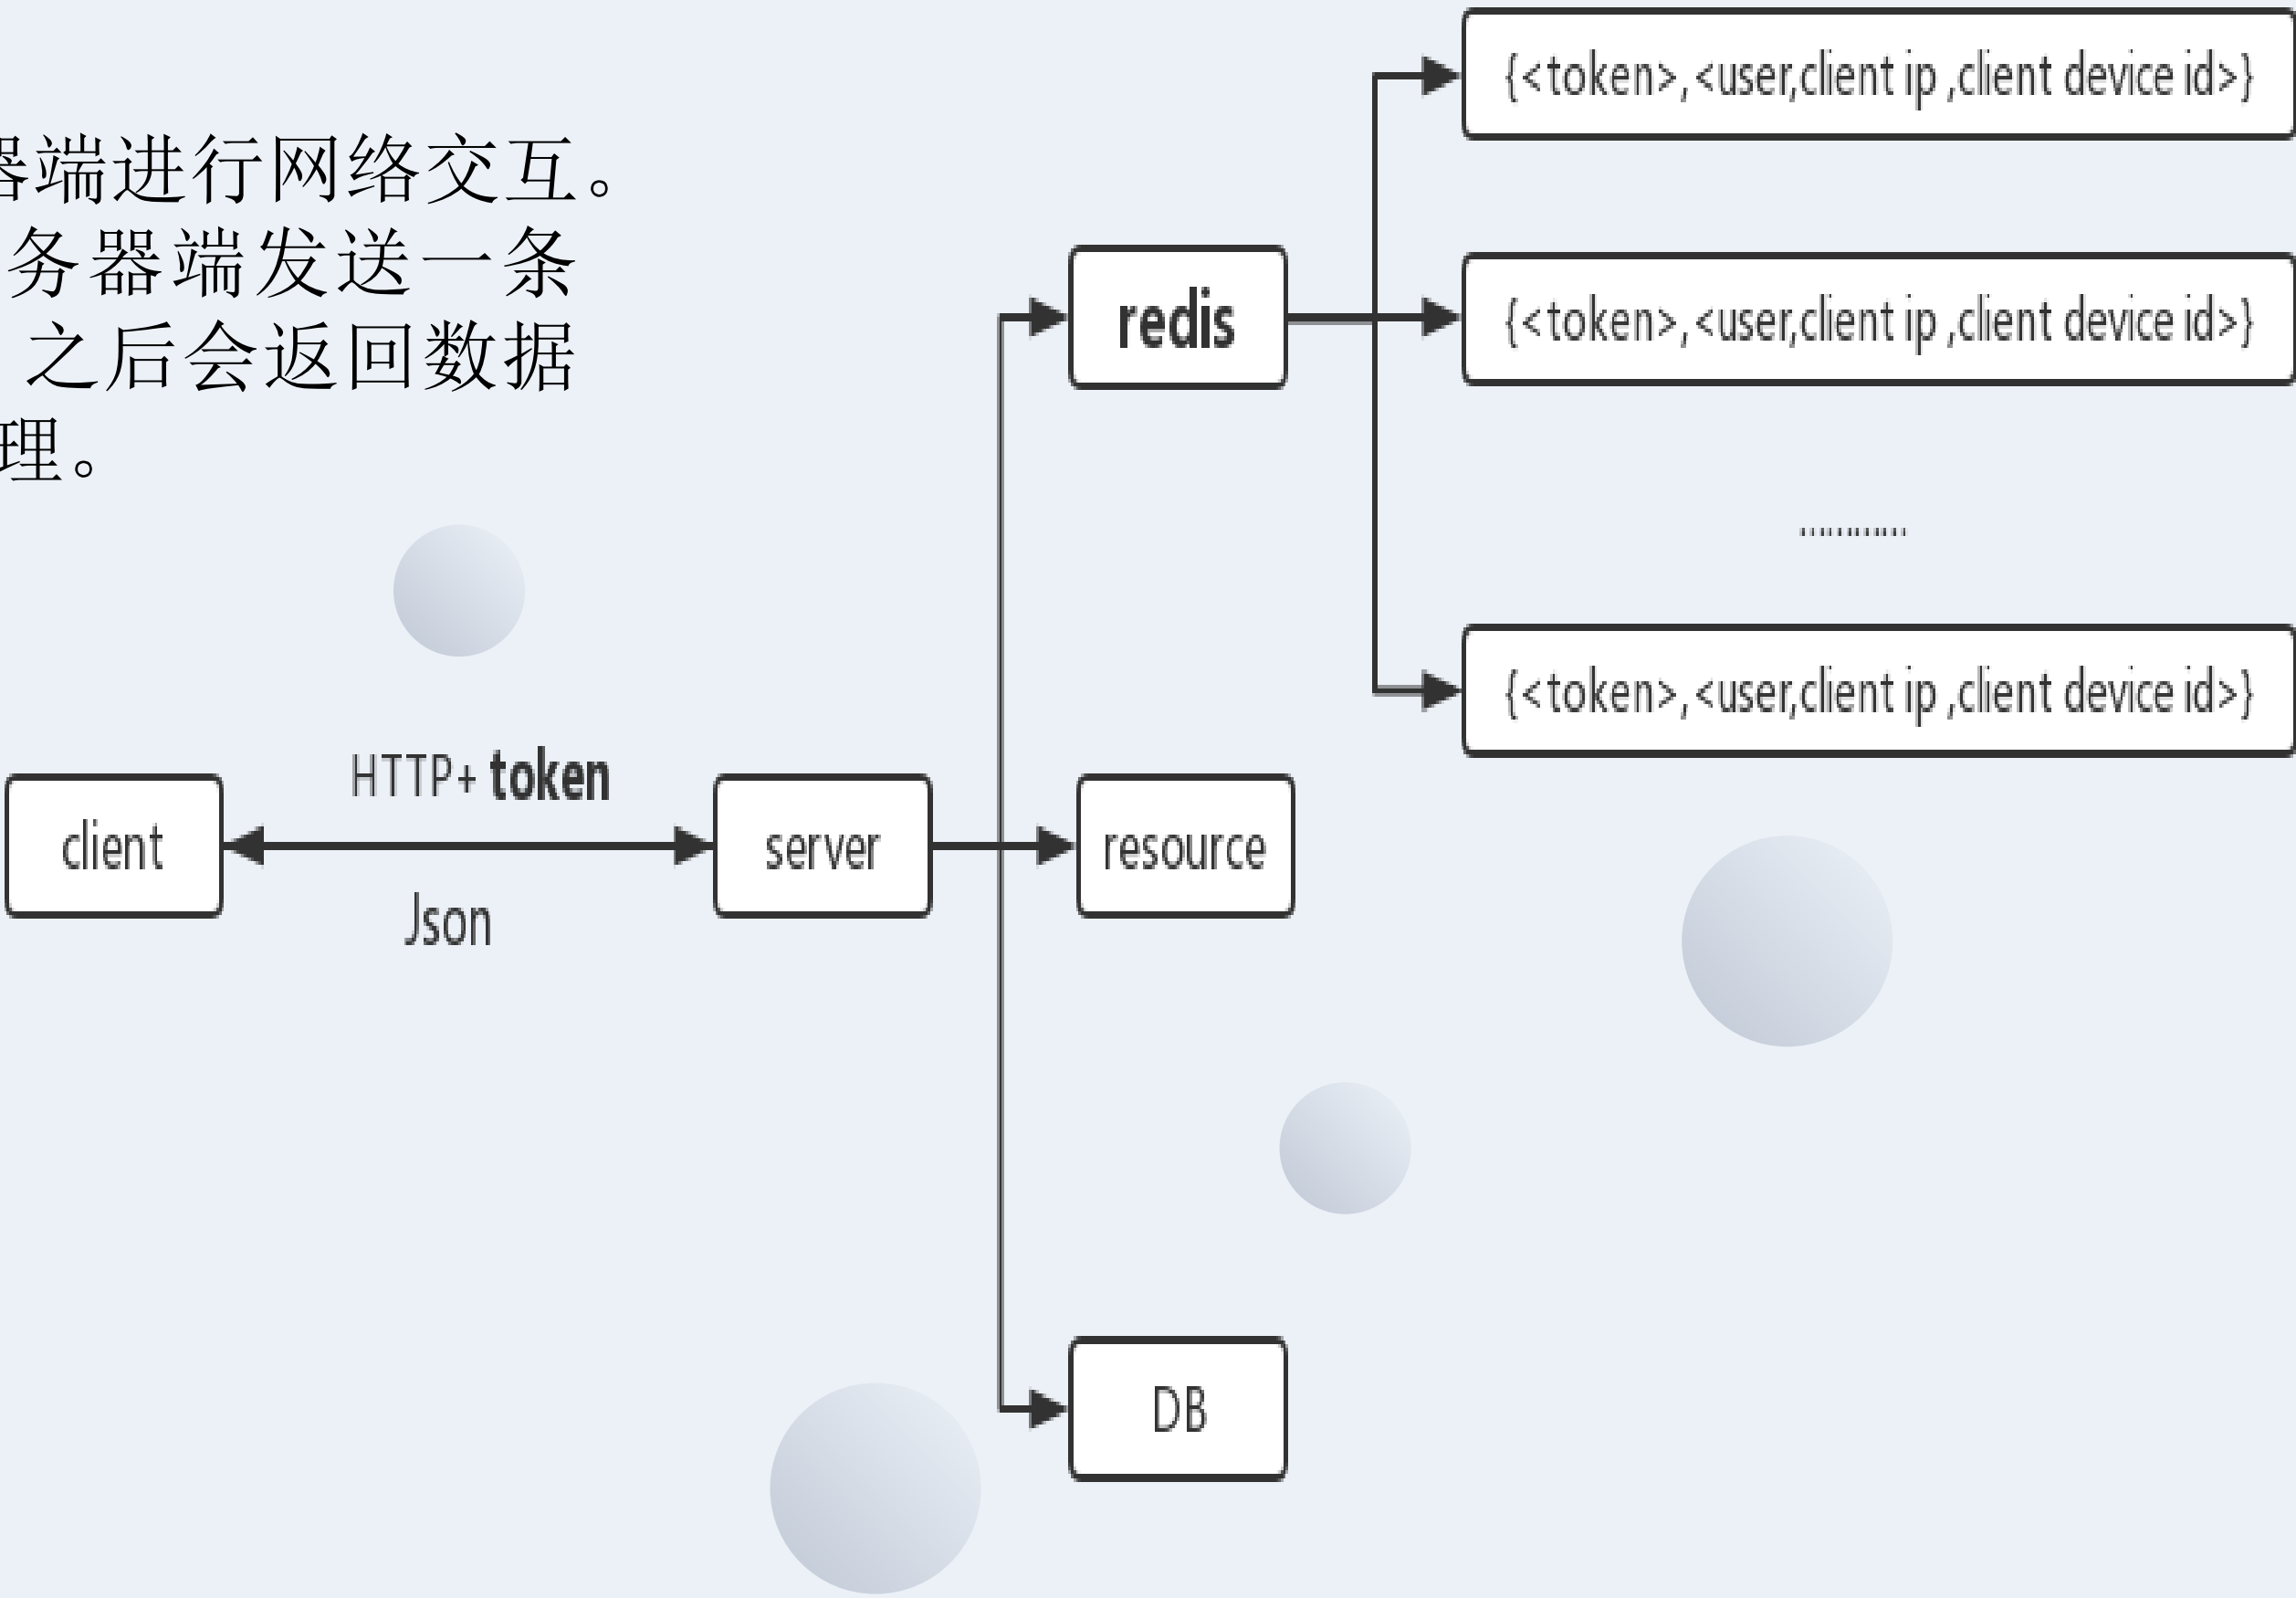 器端进行网络交互。
务器端发送一条
之后会返回数据
理。
{<token>,<user,client ip ,client device id>}
redis
{<token>,<user,client ip ,client device id>}
............
{<token>,<user,client ip ,client device id>}
HTTP+ token
client
server
resource
Json
DB